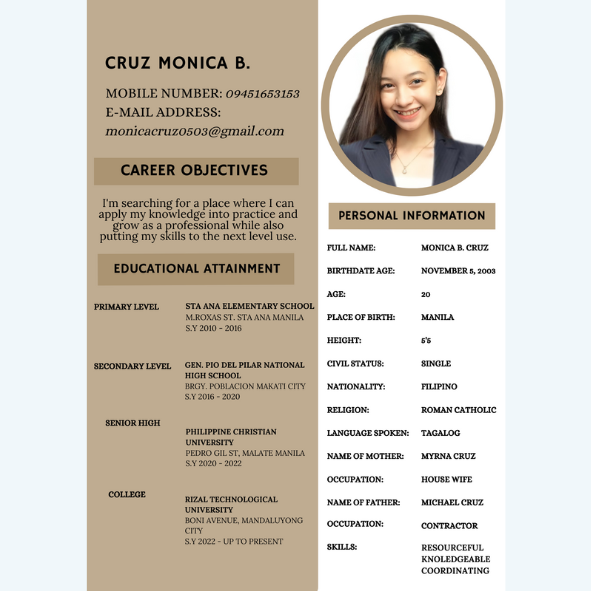 CRUZ MONICA B.
MOBILE NUMBER: 09451653153
E-MAIL ADDRESS:
monicacruz0503@gmail.com
CAREER OBJECTIVES
I'm searching for a place where I can
apply my knowledge into practice and
grow as a professional while also
putting my skills to the next level use.
EDUCATIONAL ATTAINMENT
PRIMARY LEVEL STA ANA ELEMENTARY SCHOOL
M.ROXAS ST. STA ANA MANILA
S.Y 2010 - 2016
SECONDARY LEVEL GEN. PIO DEL PILAR NATIONAL
HIGH SCHOOL
BRGY. POBLACION MAKATI CITY
S.Y 2016 - 2020
SENIOR HIGH
PHILIPPINE CHRISTIAN
UNIVERSITY
PEDRO GIL ST, MALATE MANILA
S.Y 2020 - 2022
COLLEGE
RIZAL TECHNOLOGICAL
UNIVERSITY
BONI AVENUE, MANDALUYONG
CITY
S.Y 2022 - UP TO PRESENT
PERSONAL INFORMATION
FULL NAME: MONICA B. CRUZ
BIRTHDATE AGE: NOVEMBER 5, 2003
AGE: 20
PLACE OF BIRTH: MANILA
HEIGHT: 5'5
CIVIL STATUS: SINGLE
NATIONALITY: FILIPINO
RELIGION: ROMAN CATHOLIC
LANGUAGE SPOKEN: TAGALOG
NAME OF MOTHER: MYRNA CRUZ
OCCUPATION: HOUSE WIFE
NAME OF FATHER: MICHAEL CRUZ
OCCUPATION: CONTRACTOR
SKILLS: RESOURCEFUL
KNOLEDGEABLE
COORDINATING